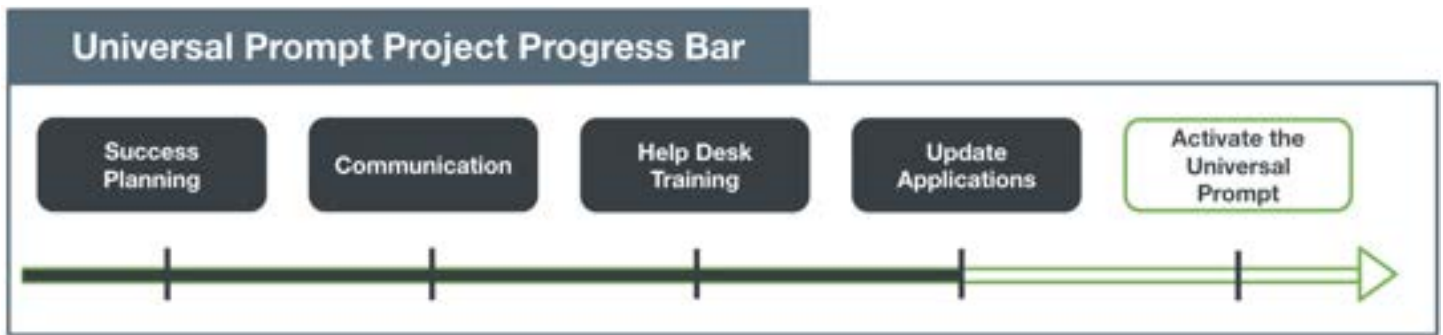 Universal Prompt Project Progress Bar
Success
Planning
Communication
Help Desk
Training
Update
Applications
Activate the
Universal
Prompt